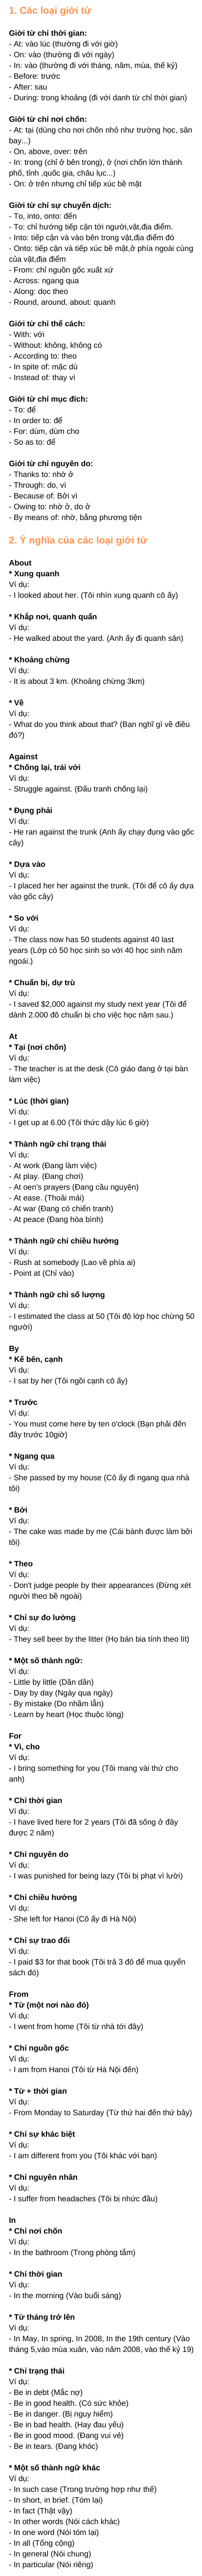 1. Các loại giới từ
Giới từ chỉ thời gian:
- At: vào lúc (thường đi với giờ)
- On: vào (thường đi với ngày)
- In: vào (thường đi với tháng, năm, mùa, thế kỷ)
- Before: trước
- After: sau
- During: trong khoảng (đi với danh từ chỉ thời gian)
Giới từ chỉ nơi chốn:
- At: tại (dùng cho nơi chốn nhỏ như trường học, sân
bay...)
- On, above, over: trên
- In: trong (chỉ ở bên trong), ở (nơi chốn lớn thành
phố, tỉnh ,quốc gia, châu lục...)
- On: ở trên nhưng chỉ tiếp xúc bề mặt
Giới từ chỉ sự chuyển dịch:
- To, into, onto: đến
- To: chỉ hướng tiếp cận tới người,vật,địa điểm.
- Into: tiếp cận và vào bên trong vật,địa điểm đó
- Onto: tiếp cận và tiếp xúc bề mặt,ở phía ngoài cùng
của vật,địa điểm
- From: chỉ nguồn gốc xuất xứ
- Across: ngang qua
- Along: dọc theo
- Round, around, about: quanh
Giới từ chỉ thể cách:
- With: với
- Without: không, không có
- According to: theo
- In spite of: mặc dù
- Instead of: thay vì
Giới từ chỉ mục đích:
- To: để
- In order to: để
- For: dùm, dùm cho
- So as to: để
Giới từ chỉ nguyên do:
- Thanks to: nhờ ở
- Through: do, vì
- Because of: Bởi vì
- Owing to: nhờ ở, do ở
- By means of: nhờ, bằng phương tiện
2. Ý nghĩa của các loại giới từ
About
* Xung quanh
Ví dụ:
- I looked about her. (Tôi nhìn xung quanh cô ấy)
* Khắp nơi, quanh quẩn
Ví dụ:
- He walked about the yard. (Anh ấy đi quanh sân)
* Khoảng chừng
Ví dụ:
- It is about 3 km. (Khoảng chừng 3km)
* Về
Ví dụ:
- What do you think about that? (Bạn nghĩ gì về điều
đó?)
Against
* Chống lại, trái với
Ví dụ:
- Struggle against. (Đấu tranh chống lại)
* Đụng phải
Ví dụ:
- He ran against the trunk (Anh ấy chạy đụng vào gốc
cây)
* Dựa vào
Ví dụ:
- I placed her her against the trunk. (Tôi để cô ấy dựa
vào gốc cây)
* So với
Ví dụ:
- The class now has 50 students against 40 last
years (Lớp có 50 học sinh so với 40 học sinh năm
ngoái.)
* Chuẩn bị, dự trù
Ví dụ:
- I saved $2,000 against my study next year (Tôi để
dành 2.000 đô chuẩn bị cho việc học năm sau.)
At
* Tại (nơi chốn)
Ví dụ:
- The teacher is at the desk (Cô giáo đang ở tại bàn
làm việc)
* Lúc (thời gian)
Ví dụ:
- I get up at 6.00 (Tôi thức dậy lúc 6 giờ)
* Thành ngữ chỉ trạng thái
Ví dụ:
- At work (Đang làm việc)
- At play. (Đang chơi)
- At oen's prayers (Đang cầu nguyện)
- At ease. (Thoải mái)
- At war (Đang có chiến tranh)
- At peace (Đang hòa bình)
* Thành ngữ chỉ chiều hướng
Ví dụ:
- Rush at somebody (Lao về phía ai)
- Point at (Chỉ vào)
* Thành ngữ chỉ số lượng
Ví dụ:
- I estimated the class at 50 (Tôi độ lớp học chừng 50
người)
By
* Kế bên, cạnh
Ví dụ:
- I sat by her (Tôi ngồi cạnh cô ấy)
* Trước
Ví dụ:
- You must come here by ten o'clock (Bạn phải đến
đây trước 10giờ)
* Ngang qua
Ví dụ:
- She passed by my house (Cô ấy đi ngang qua nhà
tôi)
* Bởi
Ví dụ:
- The cake was made by me (Cái bành được làm bởi
tôi)
* Theo
Ví dụ:
- Don't judge people by their appearances (Đừng xét
người theo bề ngoài)
* Chỉ sự đo lường
Ví dụ:
- They sell beer by the litter (Họ bán bia tính theo lít)
* Một số thành ngữ:
Ví dụ:
- Little by little (Dần dần)
- Day by day (Ngày qua ngày)
- By mistake (Do nhầm lẫn)
- Learn by heart (Học thuộc lòng)
For
* Vì, cho
Ví dụ:
- I bring something for you (Tôi mang vài thứ cho
anh)
* Chỉ thời gian
Ví dụ:
- I have lived here for 2 years (Tôi đã sống ở đây
được 2 năm)
* Chỉ nguyên do
Ví dụ:
- I was punished for being lazy (Tôi bị phạt vì lười)
* Chỉ chiều hướng
Ví dụ:
- She left for Hanoi (Cô ấy đi Hà Nội)
* Chỉ sự trao đổi
Ví dụ:
- I paid $3 for that book (Tôi trả 3 đô để mua quyển
sách đó)
From
* Từ (một nơi nào đó)
Ví dụ:
- I went from home (Tôi từ nhà tới đây)
* Chỉ nguồn gốc
Ví dụ:
- I am from Hanoi (Tôi từ Hà Nội đến)
* Từ + thời gian
Ví dụ:
- From Monday to Saturday (Từ thứ hai đến thứ bảy)
* Chỉ sự khác biệt
Ví dụ:
- I am different from you (Tôi khác với bạn)
* Chỉ nguyên nhân
Ví dụ:
- I suffer from headaches (Tôi bị nhức đầu)
In
* Chỉ nơi chốn
Ví dụ:
- In the bathroom (Trong phòng tắm)
* Chỉ thời gian
Ví dụ:
- In the morning (Vào buổi sáng)
* Từ tháng trở lên
Ví dụ:
- In May, In spring, In 2008, In the 19th century (Vào
tháng 5,vào mùa xuân, vào năm 2008, vào thế kỷ 19)
* Chỉ trạng thái
Ví dụ:
- Be in debt (Mắc nợ)
- Be in good health. (Có sức khỏe)
- Be in danger. (Bị nguy hiểm)
- Be in bad health. (Hay đau yếu)
- Be in good mood. (Đang vui vẻ)
- Be in tears. (Đang khóc)
* Một số thành ngữ khác
Ví dụ:
- In such case (Trong trường hợp như thế)
- In short, in brief. (Tóm lại)
- In fact (Thật vậy)
- In other words (Nói cách khác)
- In one word (Nói tóm lại)
- In all (Tổng cộng)
- In general (Nói chung)
- In particular (Nói riêng)